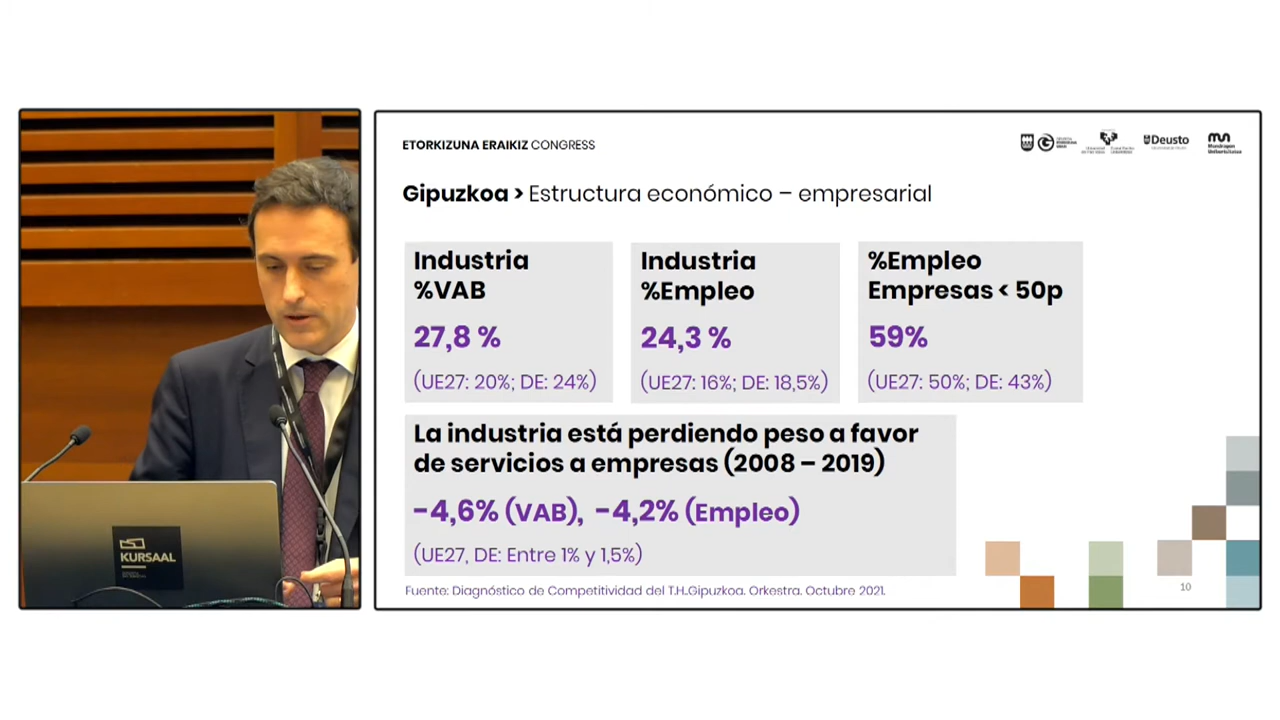 KURSAAL
ETORKIZUNA ERAIKIZ CONGRESS
Deusto
Mondragon
Unibertsitatea
Gipuzkoa > Estructura económico – empresarial
Industria
%VAB
27,8 %
(UE27: 20%; DE: 24%)
Industria
%Empleo
24,3 %
(UE27: 16%; DE: 18,5%)
%Empleo
Empresas < 50p
59%
(UE27: 50%; DE: 43%)
La industria está perdiendo peso a favor
de servicios a empresas (2008 – 2019)
-4,6% (VAB), -4,2% (Empleo)
(UE27, DE: Entre 1% y 1,5%)
Fuente: Diagnóstico de Competitividad del T.H.Gipuzkoa. Orkestra. Octubre 2021.
10